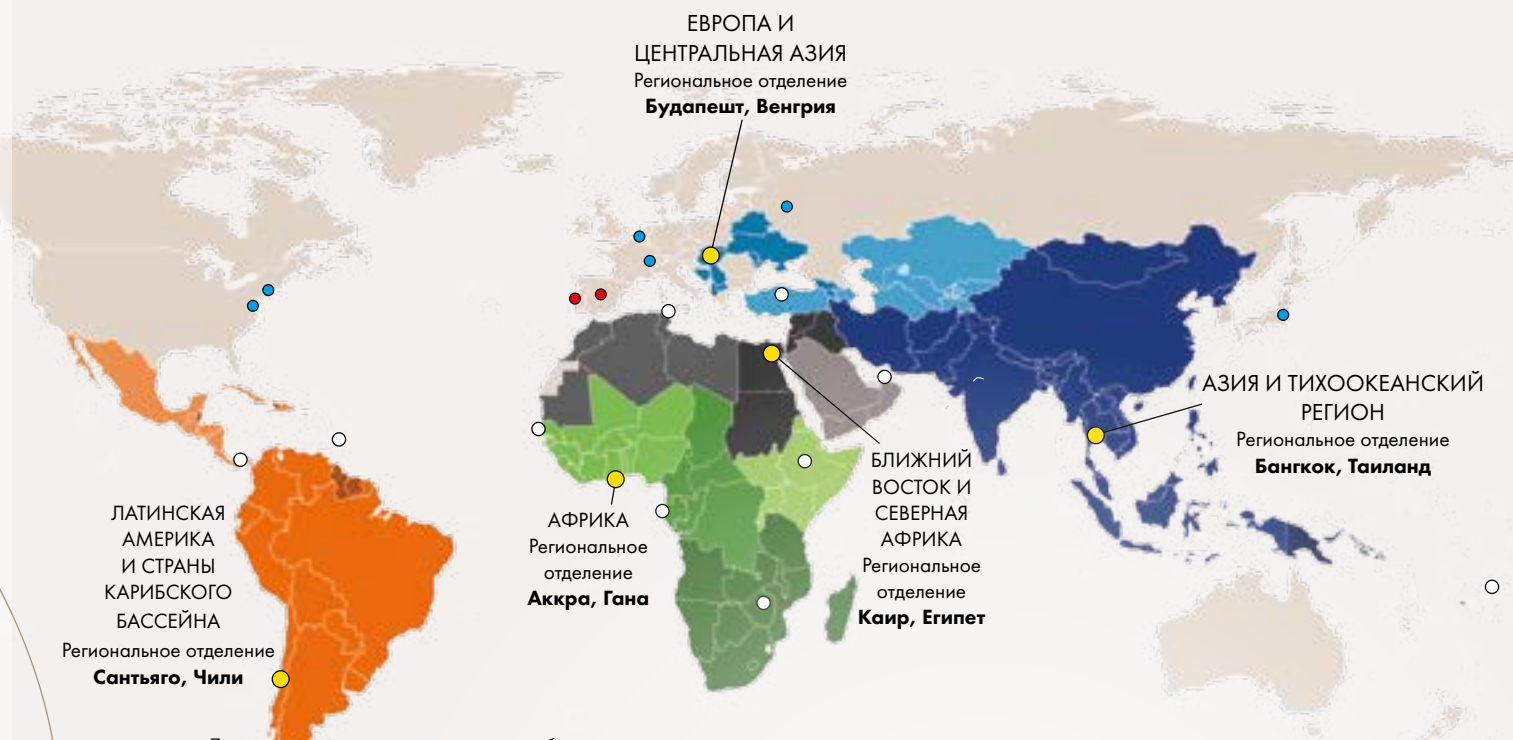 ЕВРОПА И
ЦЕНТРАЛЬНАЯ АЗИЯ
Региональное отделение
Будапешт, Венгрия
АЗИЯ И ТИХООКЕАНСКИЙ
РЕГИОН
Региональное отделение
Бангкок, Таиланд
БЛИЖНИЙ
ВОСТОК И
СЕВЕРНАЯ
АФРИКА
Региональное
отделение
Каир, Египет
АФРИКА
Региональное
отделение
Аккра, Гана
ЛАТИНСКАЯ
АМЕРИКА
И СТРАНЫ
КАРИБСКОГО
БАССЕЙНА
Региональное отделение
Сантьяго, Чили